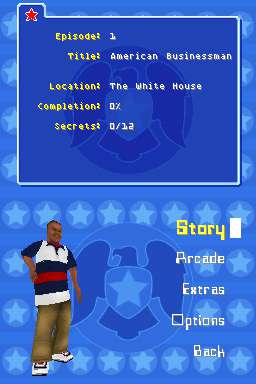 Episode: 1
Title: American Businessman
Location: The White House
Completion: 0%
Secrets: 0/12
Story
Arcade
Extras
Options
Back